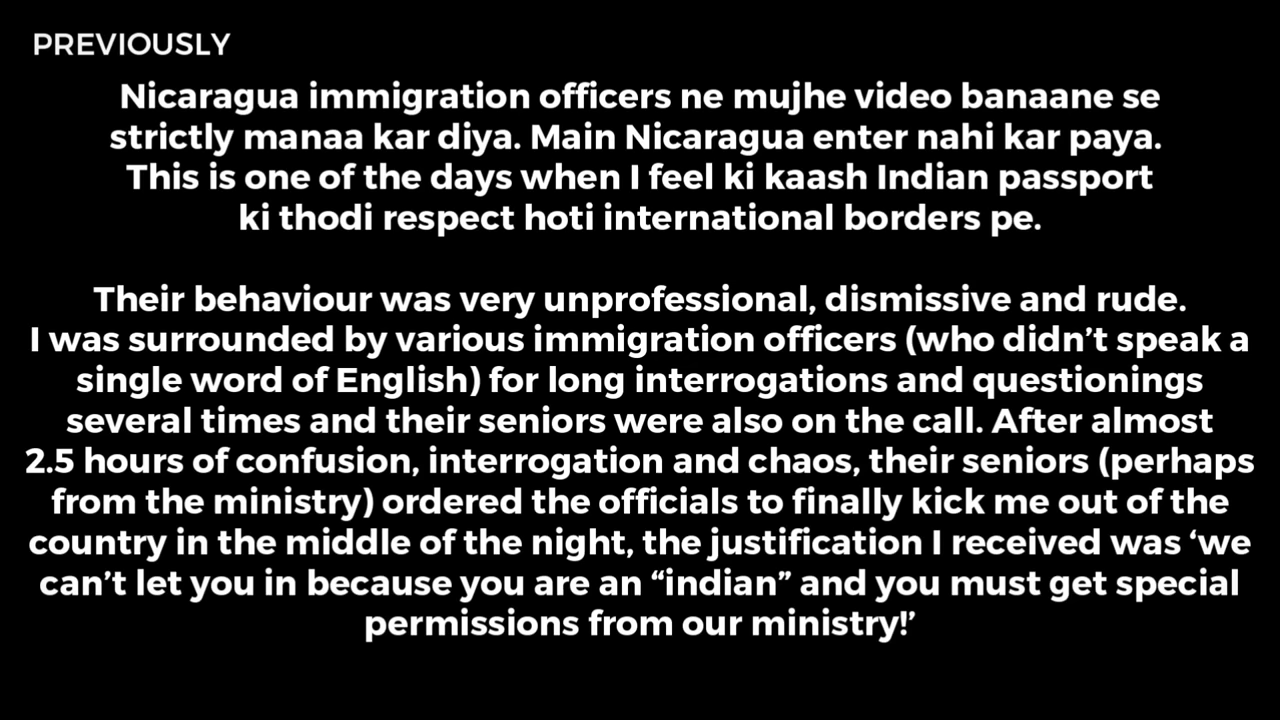 PREVIOUSLY
Nicaragua immigration officers ne mujhe video banaane se
strictly manaa kar diya. Main Nicaragua enter nahi kar paya.
This is one of the days when I feel ki kaash Indian passport
ki thodi respect hoti international borders pe.
Their behaviour was very unprofessional, dismissive and rude.
I was surrounded by various immigration officers (who didn’t speak a
single word of English) for long interrogations and questionings
several times and their seniors were also on the call. After almost
2.5 hours of confusion, interrogation and chaos, their seniors (perhaps
from the ministry) ordered the officials to finally kick me out of the
country in the middle of the night, the justification I received was ‘we
can’t let you in because you are an “indian” and you must get special
permissions from our ministry!’